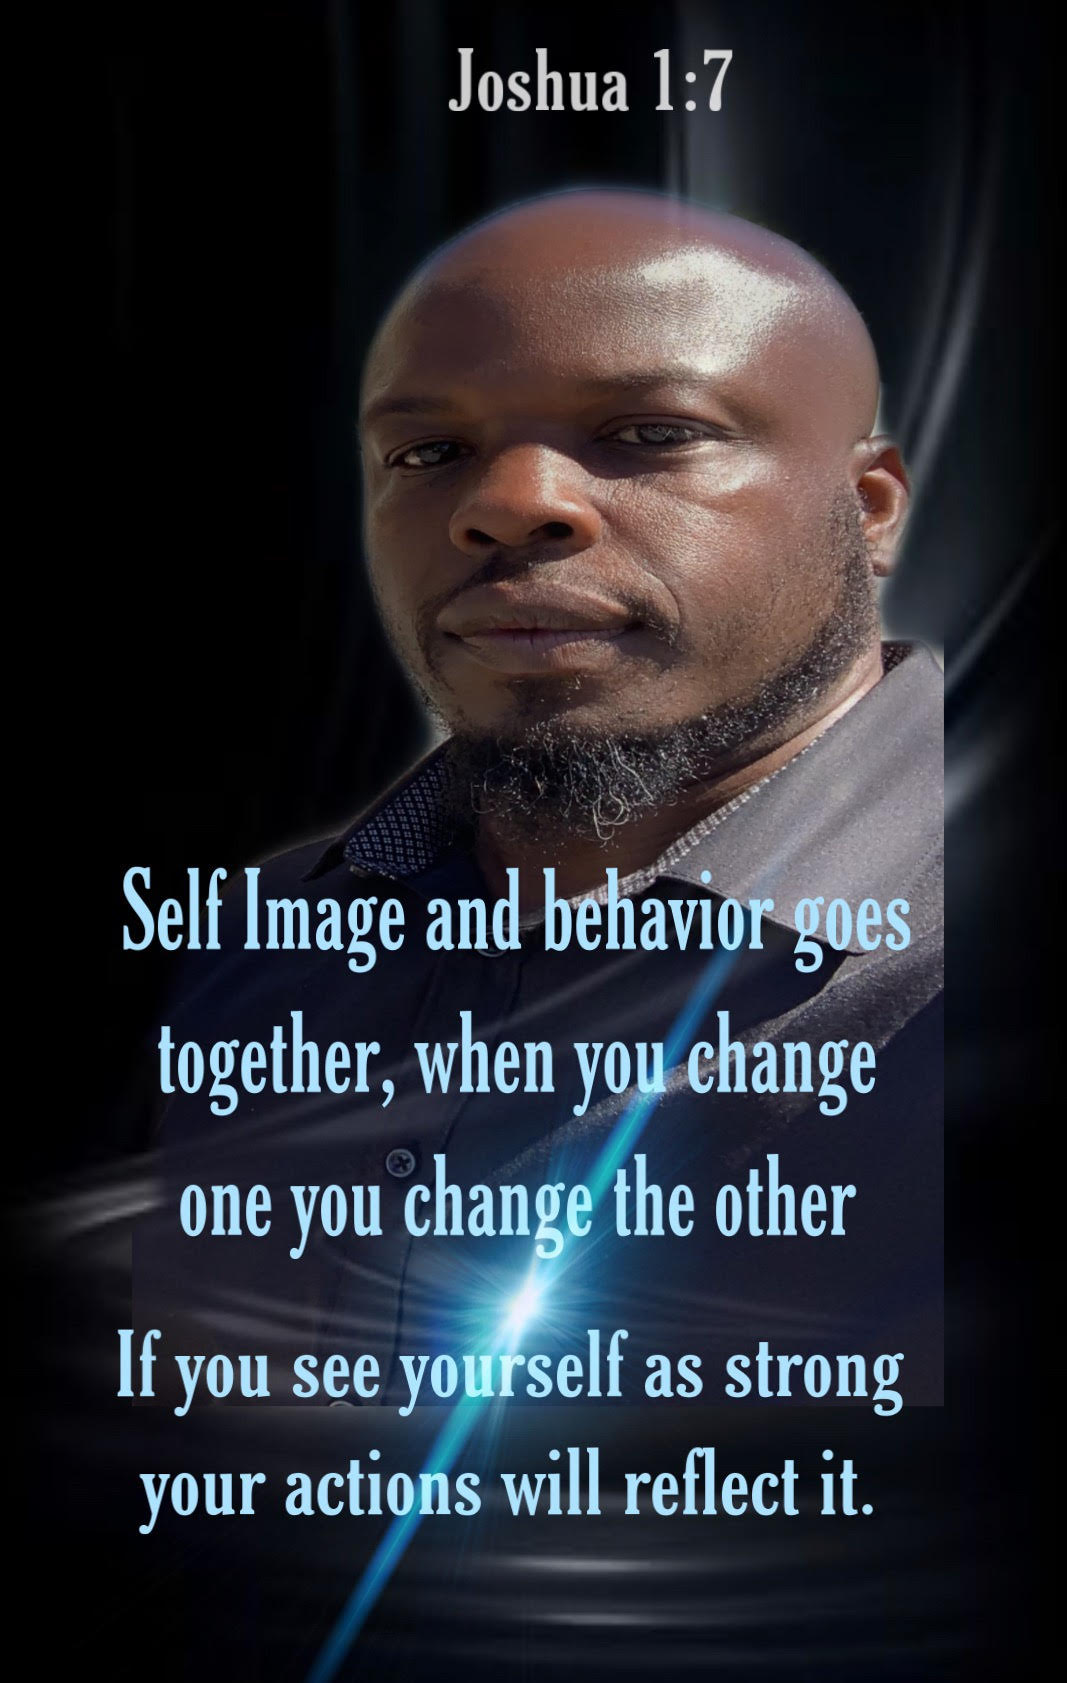 Joshua 1:7
Self Image and behavior goes
together, when you change
one you change the other
If you see yourself as strong
your actions will reflect it.